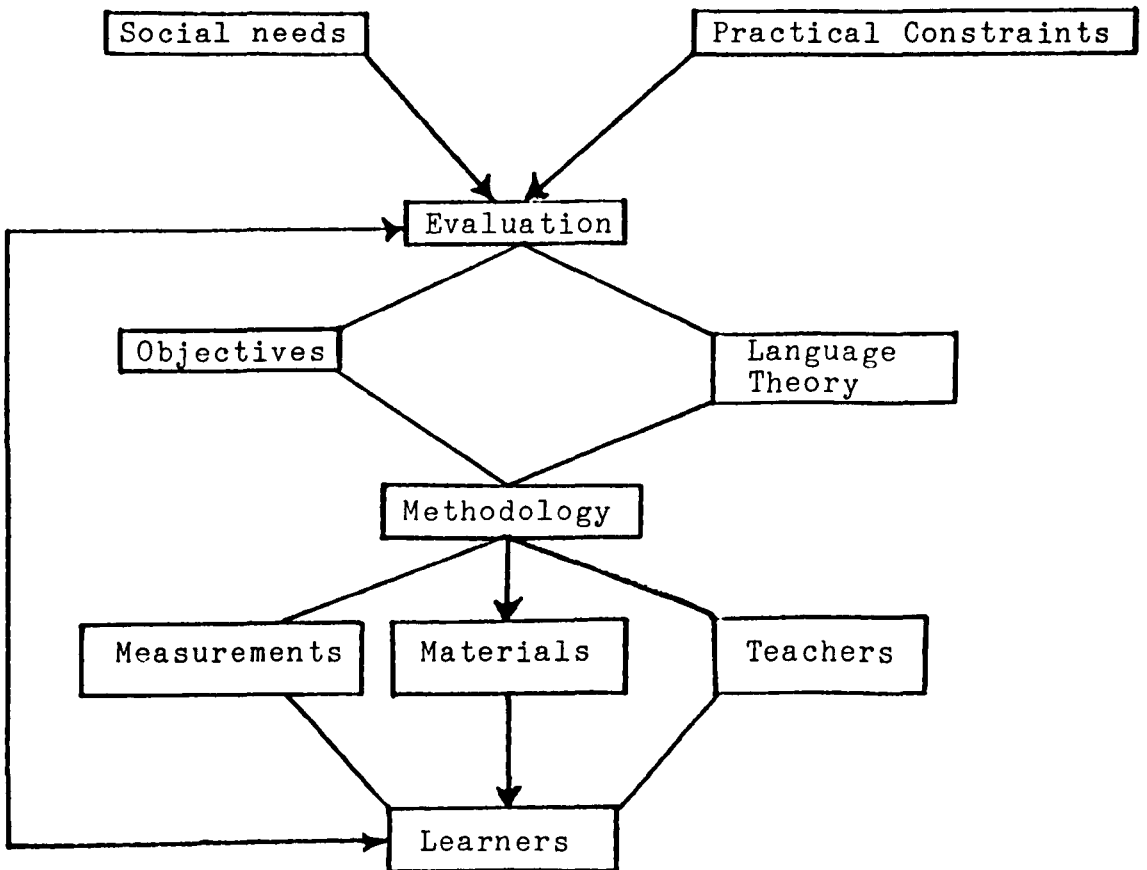 Social needs
Practical Constraints
Evaluation
Objectives
Language
Theory
Methodology
Measurements
Materials
Teachers
Learners